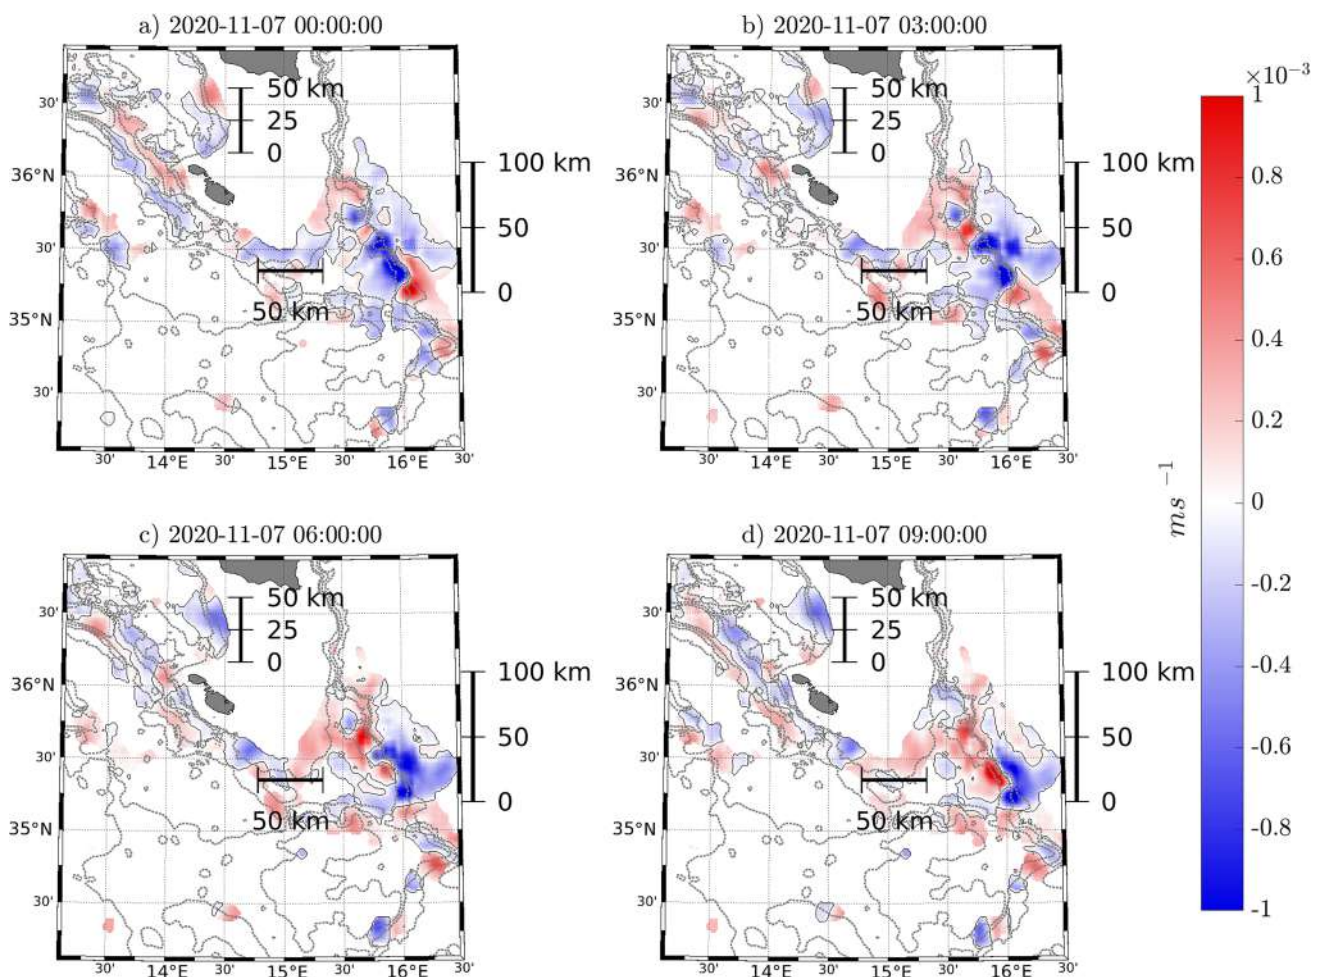 a) 2020-11-07 00:00:00
b) 2020-11-07 03:00:00
×10⁻³
50 km
25
0
100 km
50
0
50 km
30'
36°N
30'
35°N
30'
30'
14°E
30'
15°E
30'
16°E
30'
50 km
25
0
100 km
50
0
50 km
30'
36°N
30'
35°N
30'
30'
14°E
30'
15°E
30'
16°E
30'
1
0.8
0.6
0.4
0.2
0
-0.2
-0.4
-0.6
-0.8
-1
ms⁻¹
c) 2020-11-07 06:00:00
d) 2020-11-07 09:00:00
50 km
25
0
100 km
50
0
50 km
30'
36°N
30'
35°N
30'
30'
14°E
30'
15°E
30'
16°E
30'
50 km
25
0
100 km
50
0
50 km
30'
36°N
30'
35°N
30'
30'
14°E
30'
15°E
30'
16°E
30'